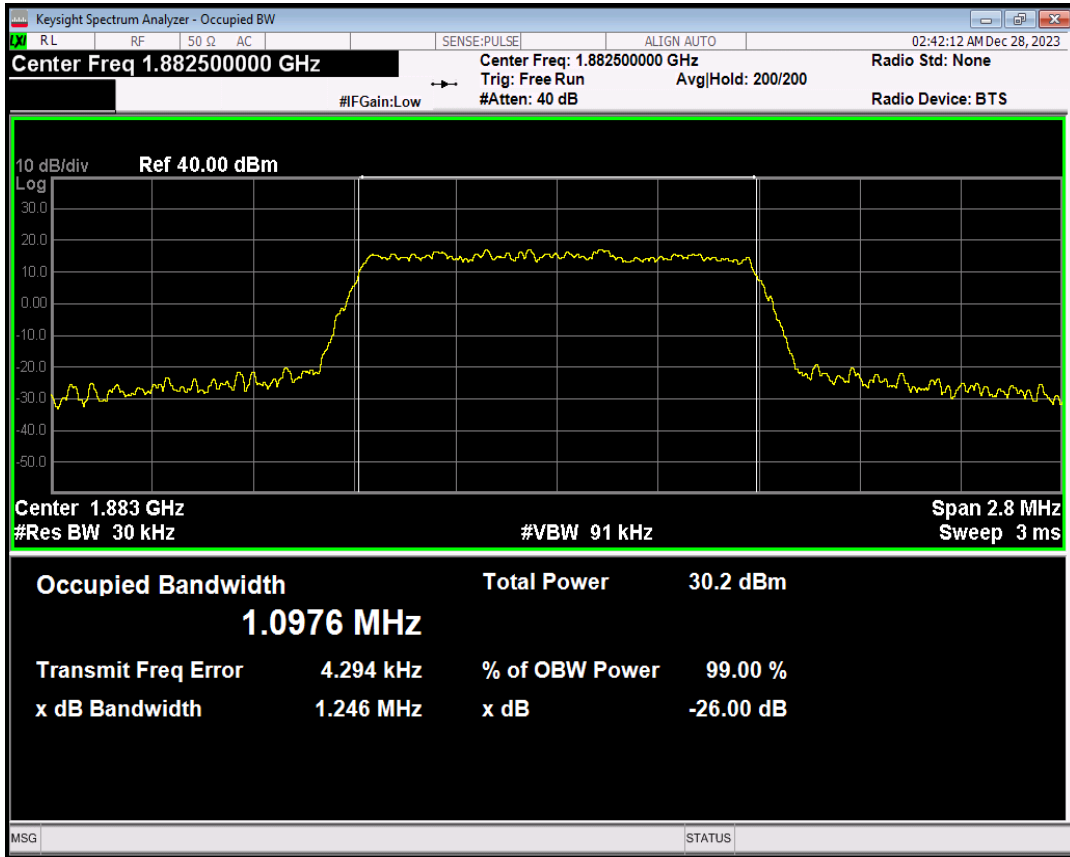 Keysight Spectrum Analyzer - Occupied BW
LXI RL RF 50 Ω AC SENSE:PULSE ALIGN AUTO 02:42:12 AM Dec 28, 2023
Center Freq 1.882500000 GHz Center Freq: 1.882500000 GHz Radio Std: None
Trig: Free Run Avg|Hold: 200/200
#IFGain:Low #Atten: 40 dB Radio Device: BTS
10 dB/div Ref 40.00 dBm
Log
30.0
20.0
10.0
0.00
-10.0
-20.0
-30.0
-40.0
-50.0
Center 1.883 GHz Span 2.8 MHz
#Res BW 30 kHz #VBW 91 kHz Sweep 3 ms
Occupied Bandwidth Total Power 30.2 dBm
1.0976 MHz
Transmit Freq Error 4.294 kHz % of OBW Power 99.00 %
x dB Bandwidth 1.246 MHz x dB -26.00 dB
MSG STATUS